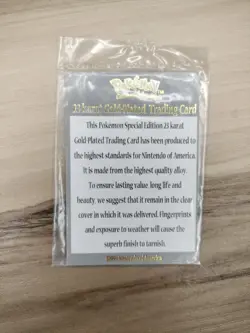 Pokémon
23 karat Gold-Plated Trading Card
This Pokemon Special Edition 23 karat
Gold-Plated Trading Card has been produced to
the highest standards for Nintendo of America.
It is made from the highest quality alloy.
To ensure lasting value, long life and
beauty, we suggest that it remain in the clear
cover in which it was delivered. Fingerprints
and exposure to weather will cause the
superb finish to tarnish.